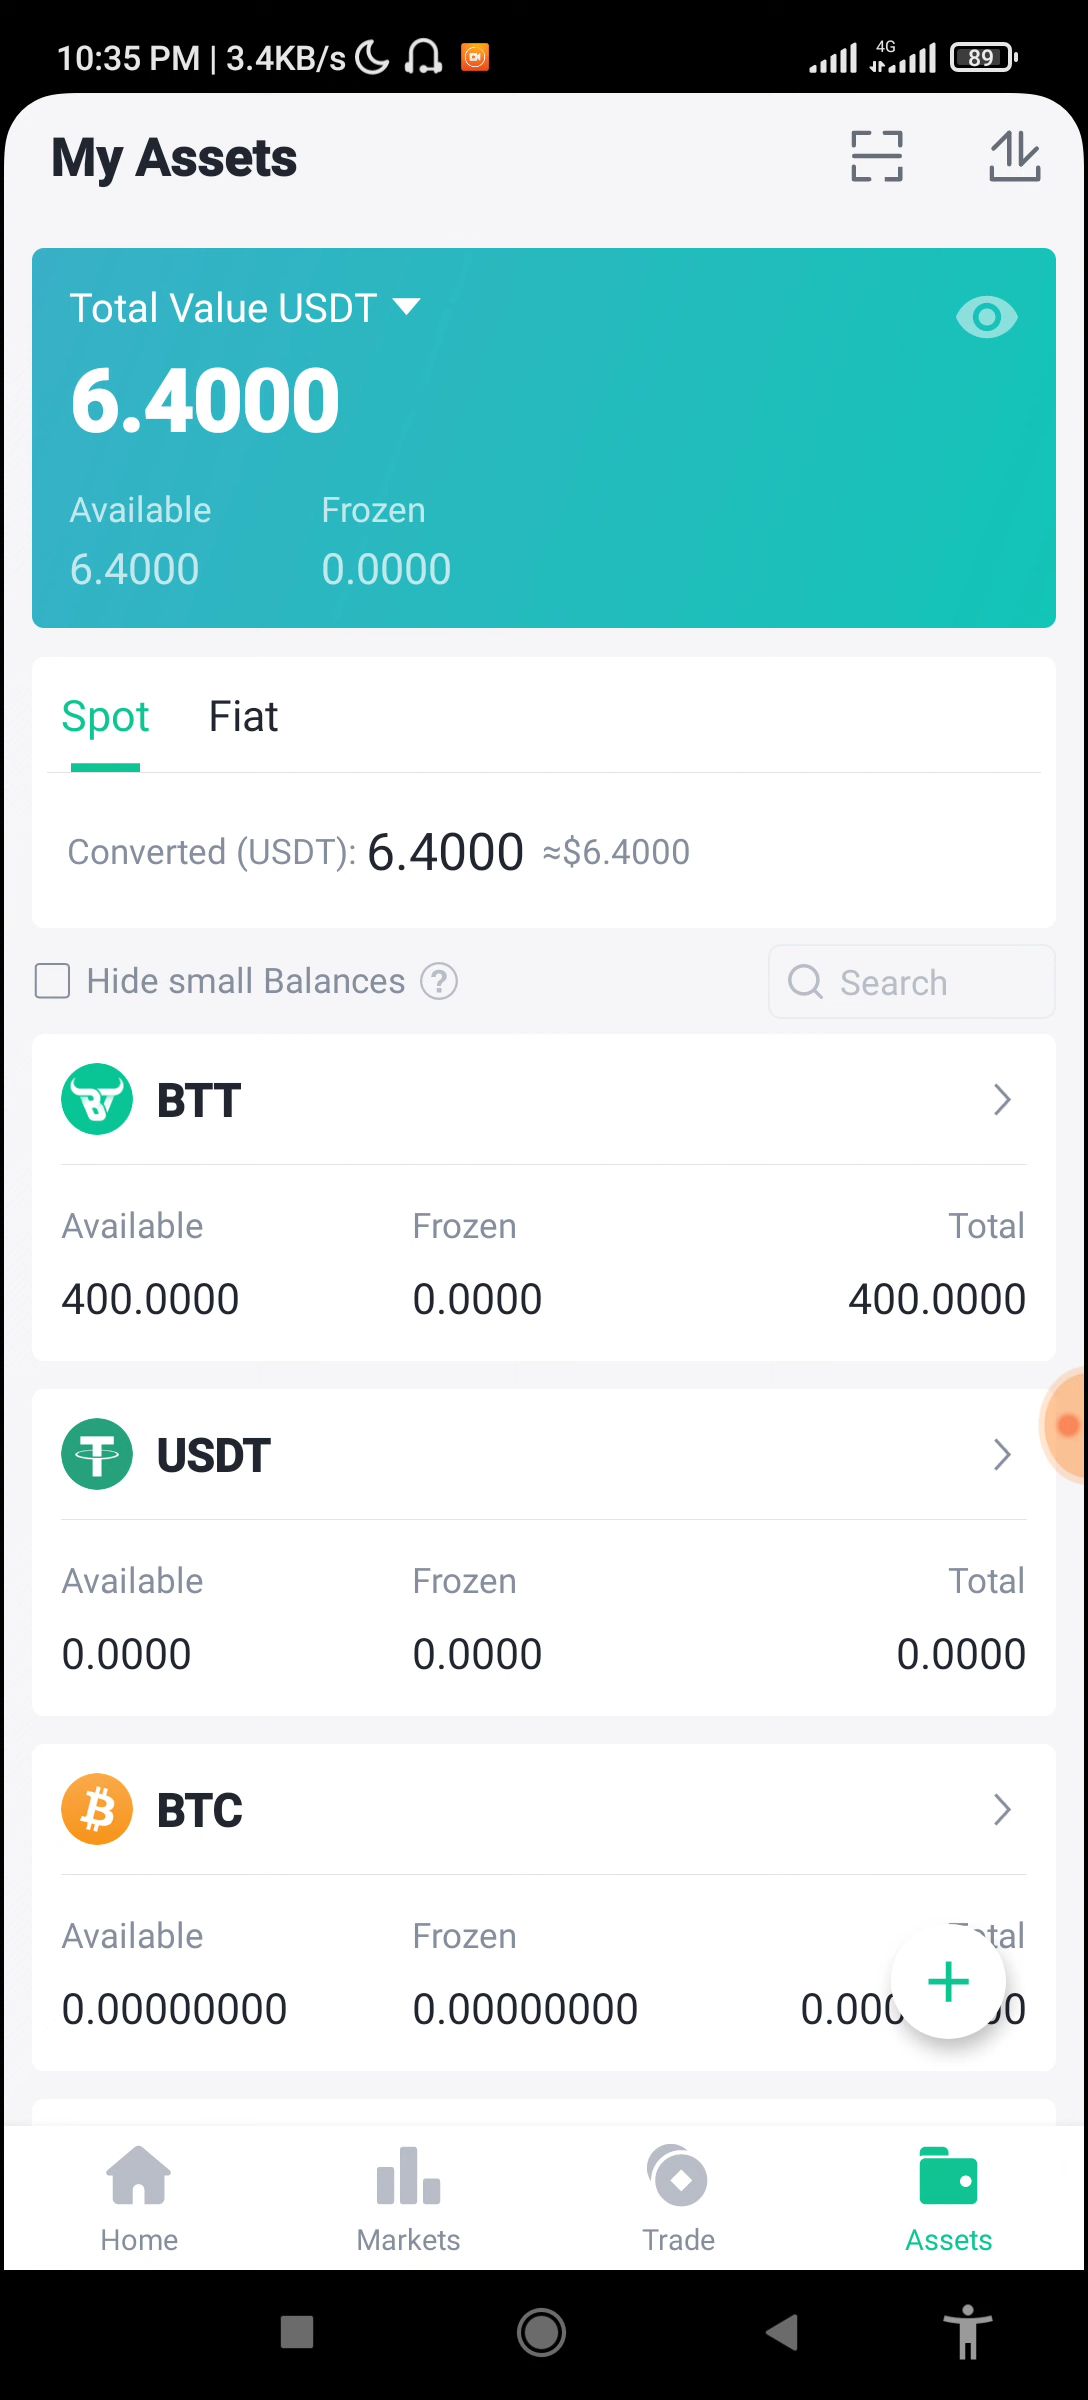 10:35 PM | 3.4KB/s 4G 89
My Assets
Total Value USDT
6.4000
Available Frozen
6.4000 0.0000
Spot Fiat
Converted (USDT): 6.4000 ≈$6.4000
Hide small Balances ? Search
BTT
Available Frozen Total
400.0000 0.0000 400.0000
USDT
Available Frozen Total
0.0000 0.0000 0.0000
BTC
Available Frozen
0.00000000 0.00000000
Home Markets Trade Assets